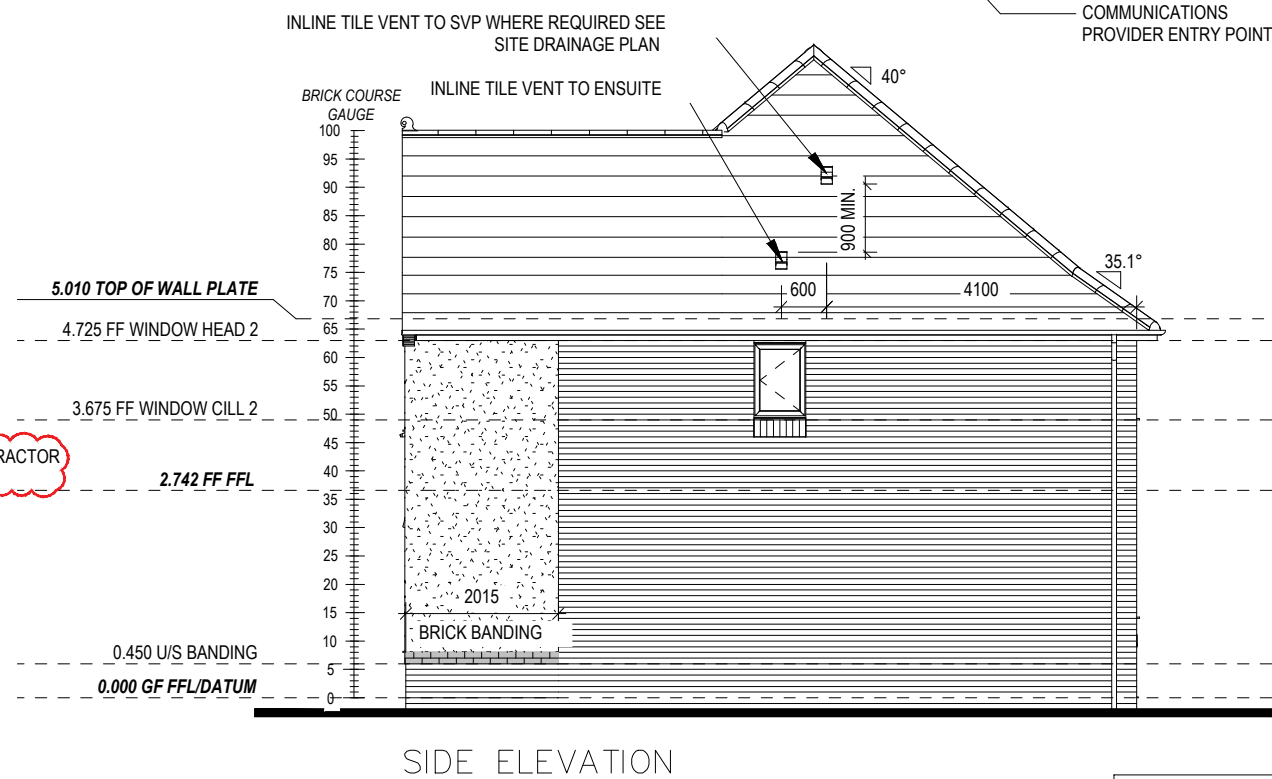 COMMUNICATIONS
PROVIDER ENTRY POINT
INLINE TILE VENT TO SVP WHERE REQUIRED SEE
SITE DRAINAGE PLAN
INLINE TILE VENT TO ENSUITE
40°
BRICK COURSE
GAUGE
100
95
90
85
80
75
70
65
60
55
50
45
40
35
30
25
20
15
10
5
0
900 MIN.
35.1°
600
4100
5.010 TOP OF WALL PLATE
4.725 FF WINDOW HEAD 2
3.675 FF WINDOW CILL 2
RACTOR
2.742 FF FFL
2015
BRICK BANDING
0.450 U/S BANDING
0.000 GF FFL/DATUM
SIDE ELEVATION